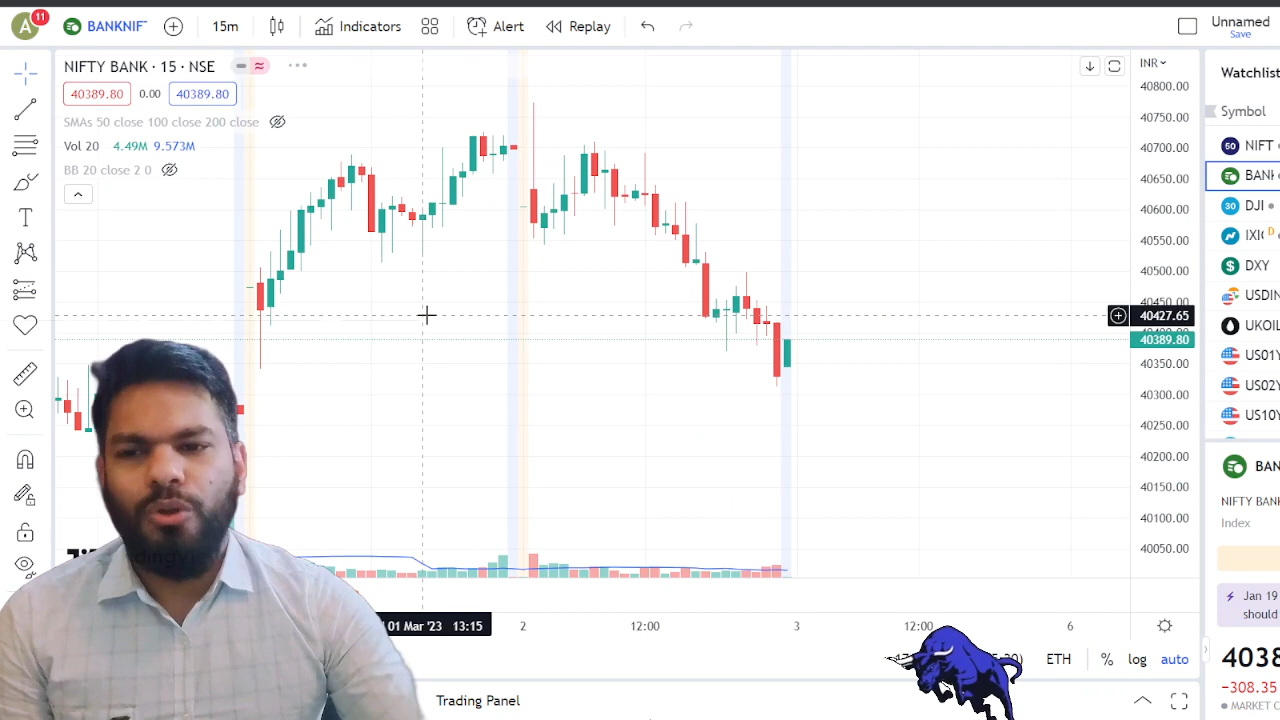 A 11 BANKNIF 15m Indicators Alert Replay Unnamed
Save
NIFTY BANK · 15 · NSE
40389.80 0.00 40389.80
SMAs 50 close 100 close 200 close
Vol 20 4.49M 9.573M
BB 20 close 2 0
INR
40800.00
40750.00
40700.00
40650.00
40600.00
40550.00
40500.00
40450.00
40427.65
40389.80
40350.00
40300.00
40250.00
40200.00
40150.00
40100.00
40050.00
01 Mar '23 13:15 2 12:00 3 12:00 6
ETH % log auto
Trading Panel
Watchlist
Symbol
50 NIFT
BANK
30 DJI
IXIC D
$ DXY
USDIN
UKOIL
US01Y
US02Y
US10Y
BAN
NIFTY BANK
Index
Jan 19
should
4038
−308.35
MARKET C